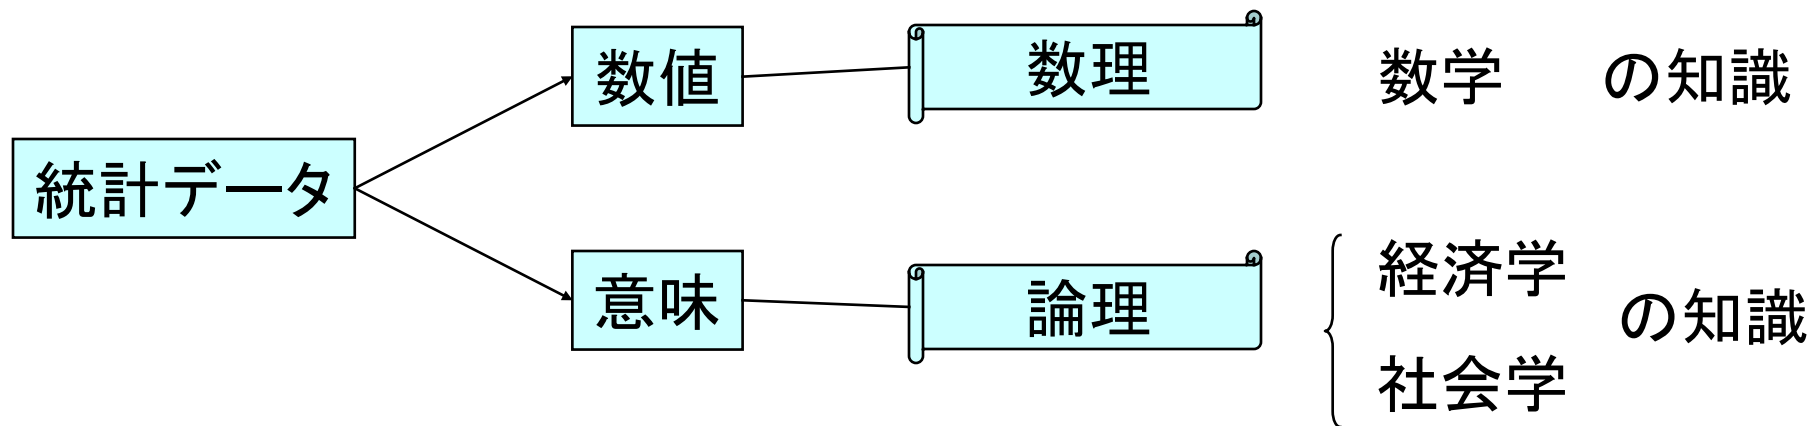 統計データ
数値
数理
数学 の知識
意味
論理
経済学
社会学
の知識